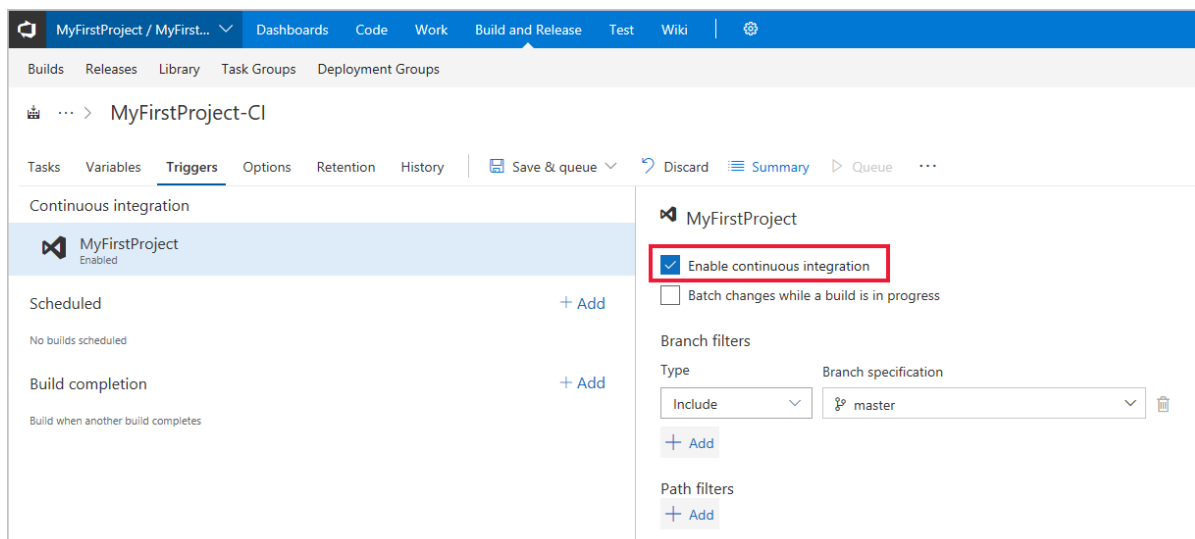 MyFirstProject / MyFirst... Dashboards Code Work Build and Release Test Wiki
Builds Releases Library Task Groups Deployment Groups
... > MyFirstProject-CI
Tasks Variables Triggers Options Retention History Save & queue Discard Summary Queue ...
Continuous integration
MyFirstProject
Enabled
Scheduled + Add
No builds scheduled
Build completion + Add
Build when another build completes
MyFirstProject
Enable continuous integration
Batch changes while a build is in progress
Branch filters
Type Branch specification
Include master
+ Add
Path filters
+ Add